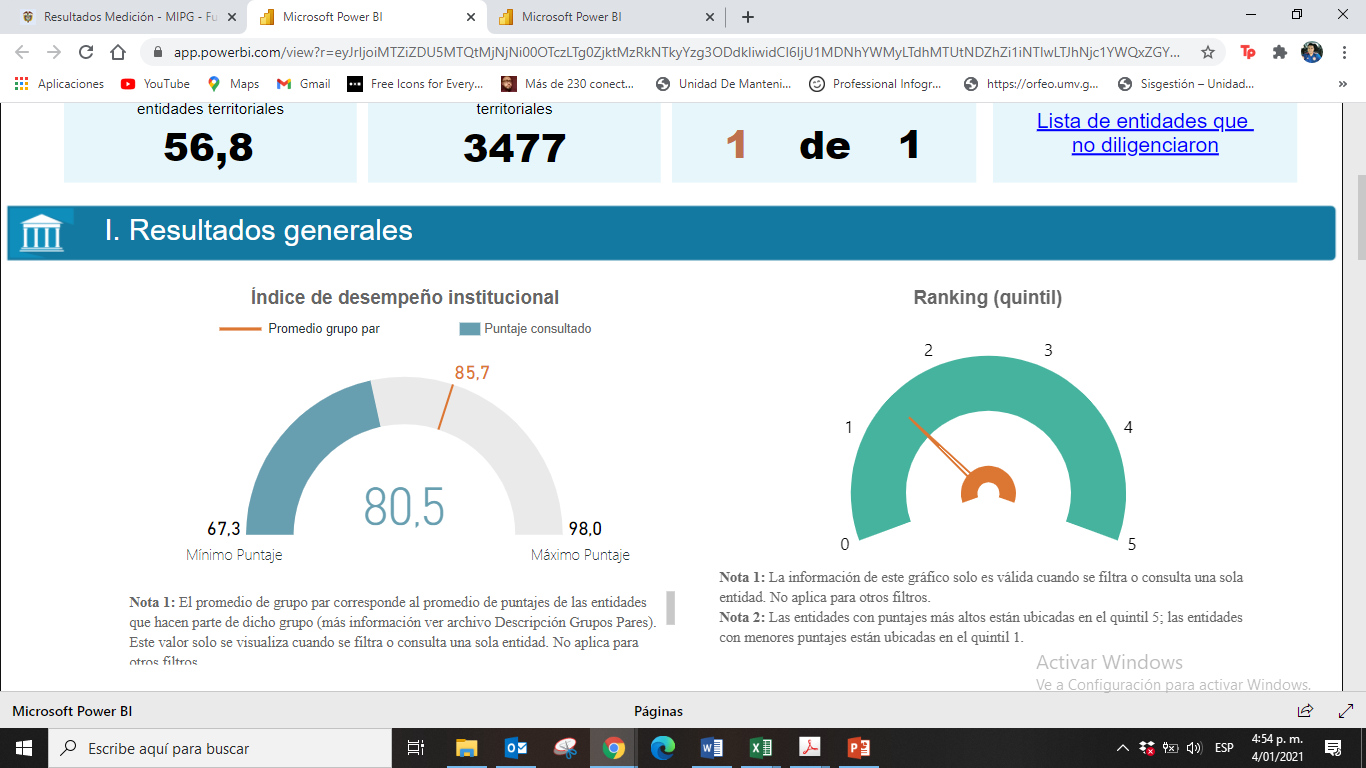 Resultados Medición - MIPG - Fu
Microsoft Power BI
Microsoft Power BI
app.powerbi.com/view?r=eyJrIjoiMTZiZDU5MTQtMjNjNi00OTczLTg0ZjktMzRkNTkyYzg3ODdkIiwidCI6IjU1MDNhYWMyLTdhMTUtNDZhZi1iNTIwLTJhNjc1YWQxZGY...
Aplicaciones
YouTube
Maps
Gmail
Free Icons for Every...
Más de 230 conect...
Unidad De Manteni...
Professional Infogr...
https://orfeo.umv.g...
Sisgestión – Unidad...
entidades territoriales
56,8
territoriales
3477
1 de 1
Lista de entidades que
no diligenciaron
I. Resultados generales
Índice de desempeño institucional
Promedio grupo par
Puntaje consultado
85,7
80,5
67,3
98,0
Mínimo Puntaje
Máximo Puntaje
Nota 1: El promedio de grupo par corresponde al promedio de puntajes de las entidades
que hacen parte de dicho grupo (más información ver archivo Descripción Grupos Pares).
Este valor solo se visualiza cuando se filtra o consulta una sola entidad. No aplica para
otros filtros.
Ranking (quintil)
2
3
1
4
0
5
Nota 1: La información de este gráfico solo es válida cuando se filtra o consulta una sola
entidad. No aplica para otros filtros.
Nota 2: Las entidades con puntajes más altos están ubicadas en el quintil 5; las entidades
con menores puntajes están ubicadas en el quintil 1.
Activar Windows
Ve a Configuración para activar Windows.
Microsoft Power BI
Páginas
Escribe aquí para buscar
ESP
4:54 p. m.
4/01/2021